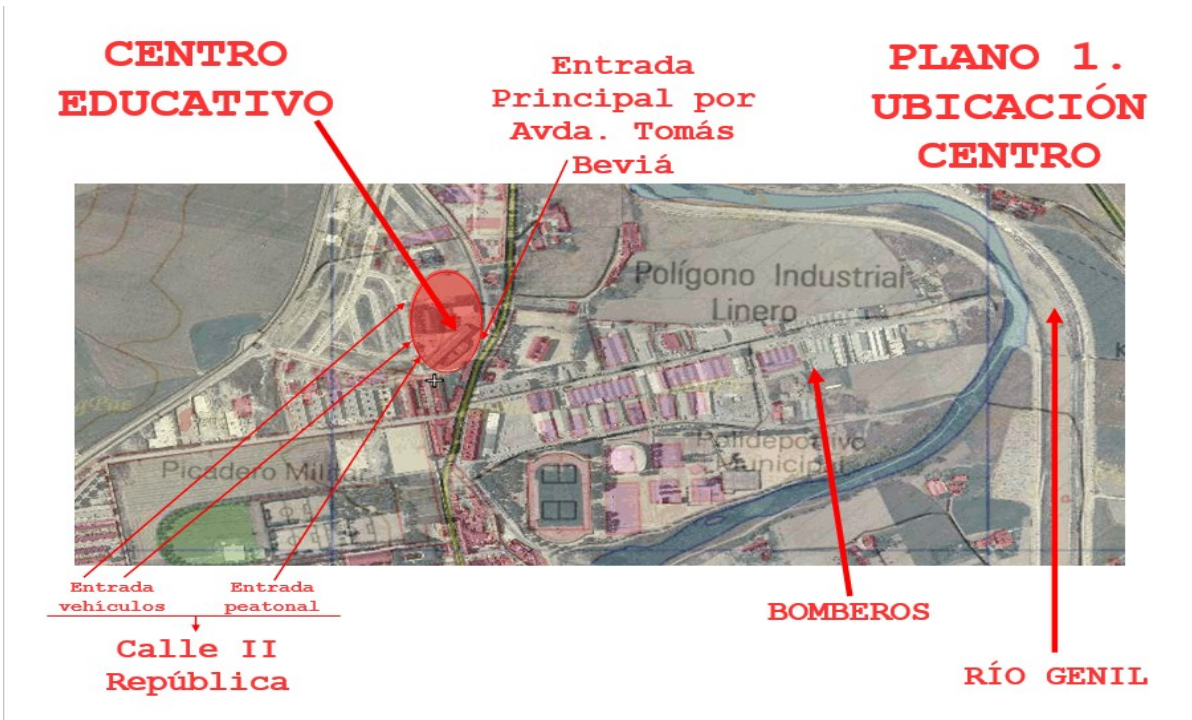 CENTRO
EDUCATIVO
Entrada
Principal por
Avda. Tomás
Beviá
PLANO 1.
UBICACIÓN
CENTRO
Polígono Industrial
Linero
Polideportivo
Municipal
Picadero Militar
Entrada
vehículos
Entrada
peatonal
Calle II
República
BOMBEROS
RÍO GENIL